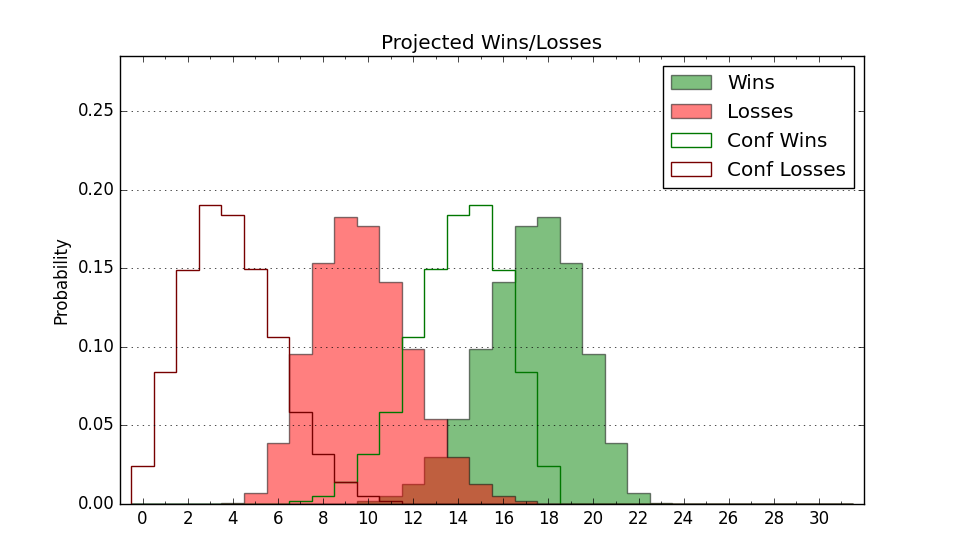 Projected Wins/Losses
Wins
Losses
Conf Wins
Conf Losses
Probability
0.25
0.20
0.15
0.10
0.05
0.00
0 2 4 6 8 10 12 14 16 18 20 22 24 26 28 30